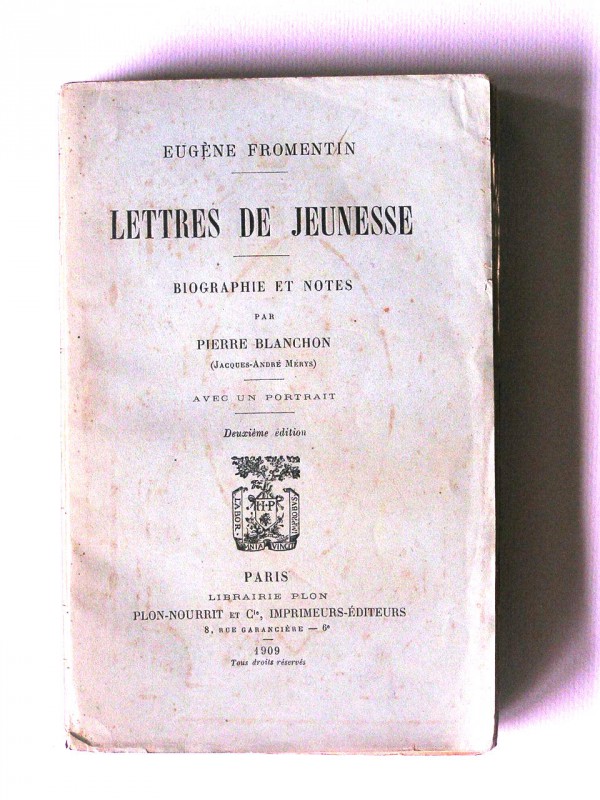 EUGÈNE FROMENTIN
LETTRES DE JEUNESSE
BIOGRAPHIE ET NOTES
PAR
PIERRE BLANCHON
(JACQUES-ANDRÉ MÉRYS)
AVEC UN PORTRAIT
Deuxième édition
H·P
LABOR OMNIA VINCIT IMPROBVS
PARIS
LIBRAIRIE PLON
PLON-NOURRIT ET Cie, IMPRIMEURS-ÉDITEURS
8, RUE GARANCIÈRE — 6e
1909
Tous droits réservés